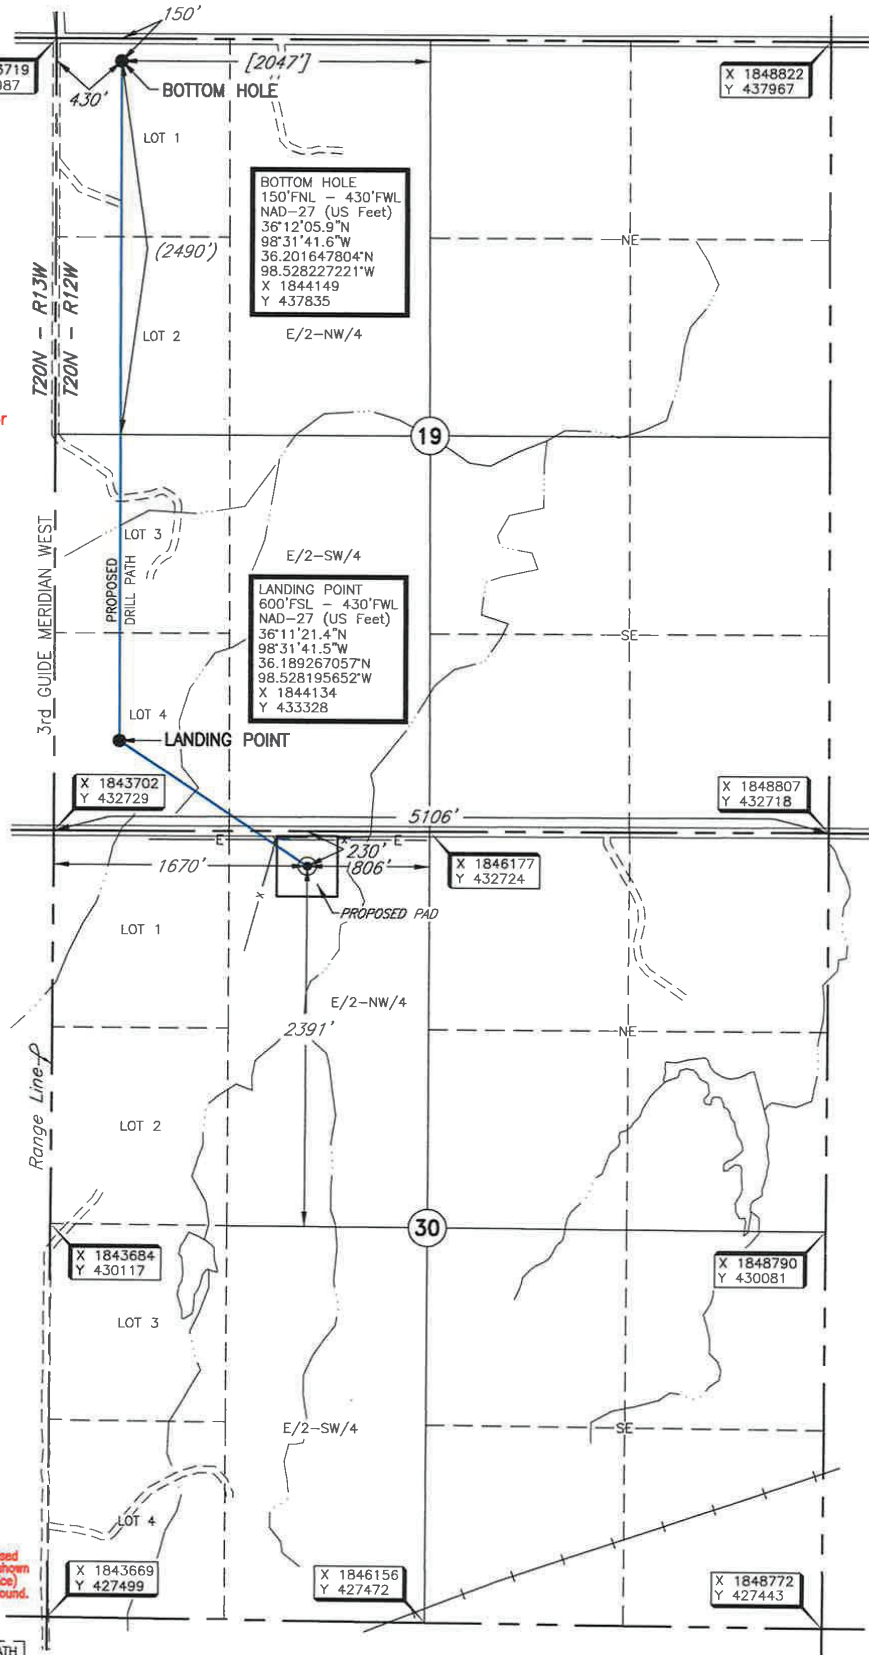 150'
[2047']
3719
087
430'
BOTTOM HOLE
X 1848822
Y 437967
LOT 1
BOTTOM HOLE
150'FNL - 430'FWL
NAD-27 (US Feet)
36°12'05.9"N
98°31'41.6"W
36.201647804°N
98.528227221°W
X 1844149
Y 437835
NE
(2490')
T20N - R13W
T20N - R12W
LOT 2
E/2-NW/4
19
LOT 3
E/2-SW/4
PROPOSED
DRILL PATH
3rd GUIDE MERIDIAN WEST
LANDING POINT
600'FSL - 430'FWL
NAD-27 (US Feet)
36°11'21.4"N
98°31'41.5"W
36.189267057°N
98.528195652°W
X 1844134
Y 433328
SE
LOT 4
LANDING POINT
X 1843702
Y 432729
X 1848807
Y 432718
5106'
E
x
E
230'
1670'
806'
X 1846177
Y 432724
x
PROPOSED PAD
LOT 1
E/2-NW/4
2391'
NE
Range Line
LOT 2
30
X 1843684
Y 430117
X 1848790
Y 430081
LOT 3
E/2-SW/4
SE
LOT 4
X 1843669
Y 427499
X 1846156
Y 427472
X 1848772
Y 427443